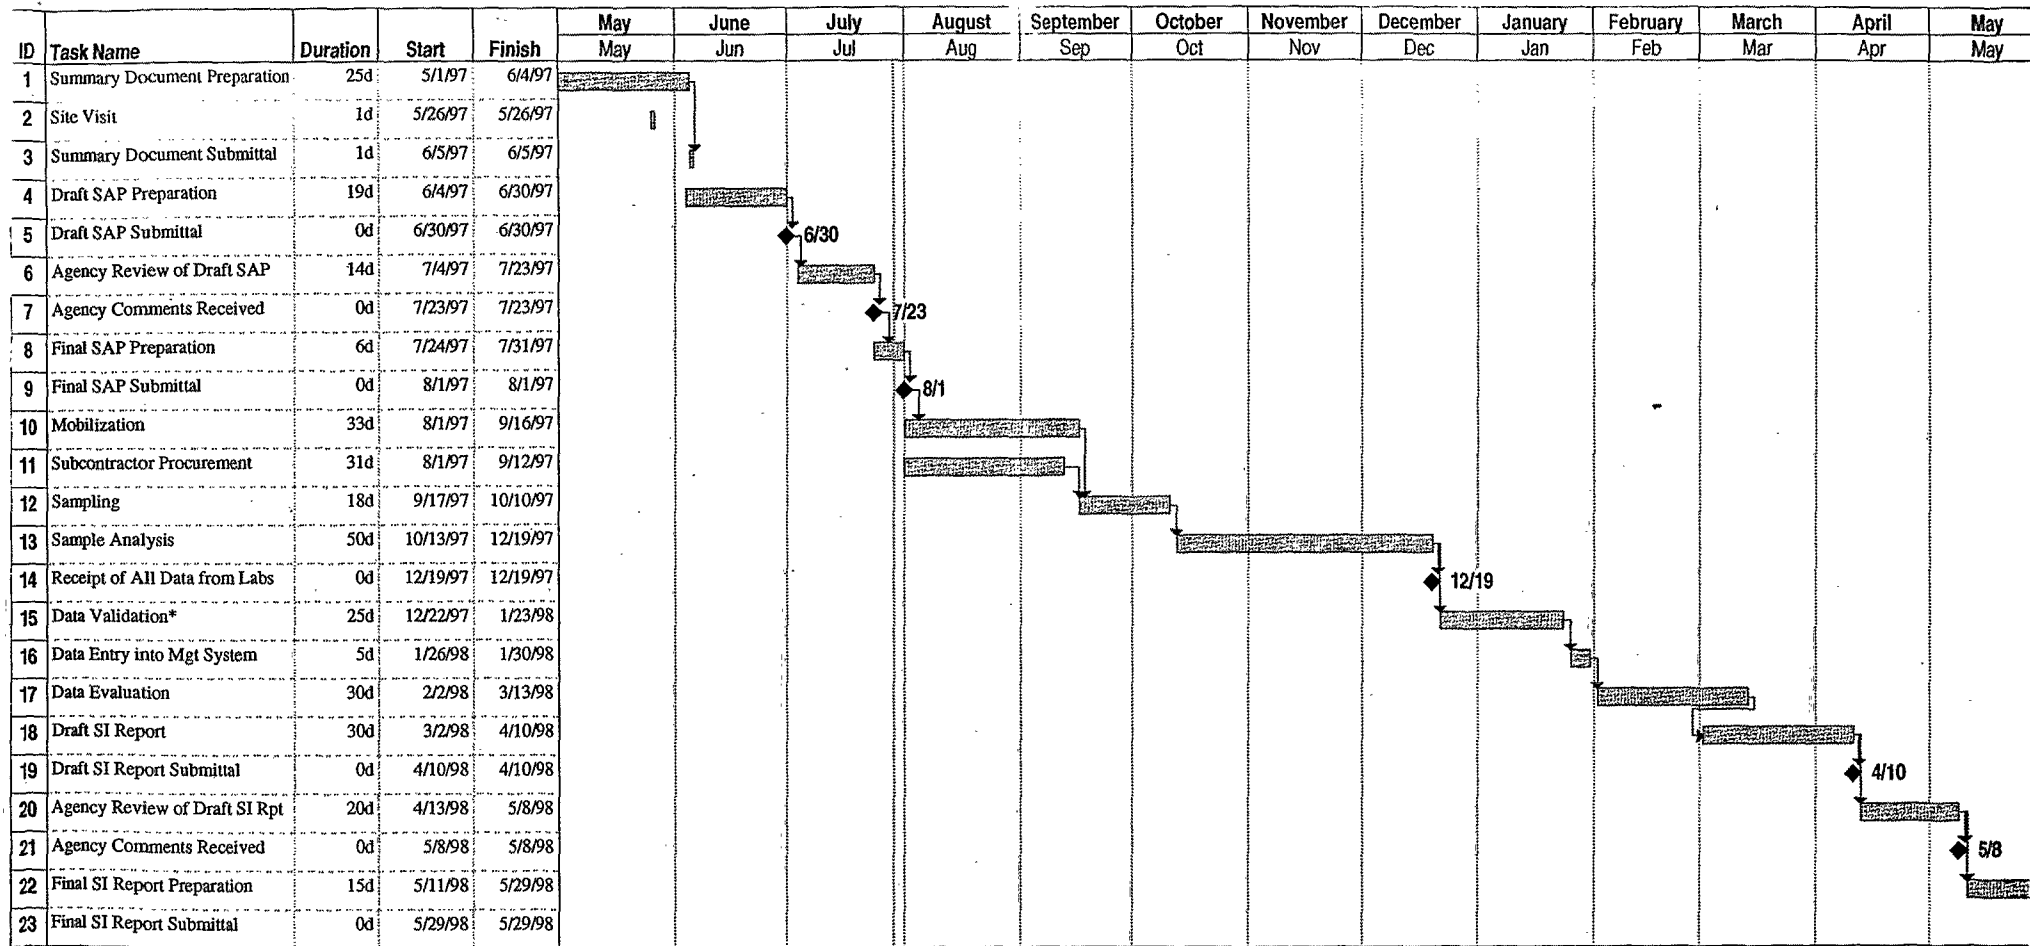 May June July August September October November December January February March April May
ID Task Name Duration Start Finish May Jun Jul Aug Sep Oct Nov Dec Jan Feb Mar Apr May
1 Summary Document Preparation 25d 5/1/97 6/4/97
2 Site Visit 1d 5/26/97 5/26/97
3 Summary Document Submittal 1d 6/5/97 6/5/97
4 Draft SAP Preparation 19d 6/4/97 6/30/97
5 Draft SAP Submittal 0d 6/30/97 6/30/97 6/30
6 Agency Review of Draft SAP 14d 7/4/97 7/23/97
7 Agency Comments Received 0d 7/23/97 7/23/97 7/23
8 Final SAP Preparation 6d 7/24/97 7/31/97
9 Final SAP Submittal 0d 8/1/97 8/1/97 8/1
10 Mobilization 33d 8/1/97 9/16/97
11 Subcontractor Procurement 31d 8/1/97 9/12/97
12 Sampling 18d 9/17/97 10/10/97
13 Sample Analysis 50d 10/13/97 12/19/97
14 Receipt of All Data from Labs 0d 12/19/97 12/19/97 12/19
15 Data Validation* 25d 12/22/97 1/23/98
16 Data Entry into Mgt System 5d 1/26/98 1/30/98
17 Data Evaluation 30d 2/2/98 3/13/98
18 Draft SI Report 30d 3/2/98 4/10/98
19 Draft SI Report Submittal 0d 4/10/98 4/10/98 4/10
20 Agency Review of Draft SI Rpt 20d 4/13/98 5/8/98
21 Agency Comments Received 0d 5/8/98 5/8/98 5/8
22 Final SI Report Preparation 15d 5/11/98 5/29/98
23 Final SI Report Submittal 0d 5/29/98 5/29/98